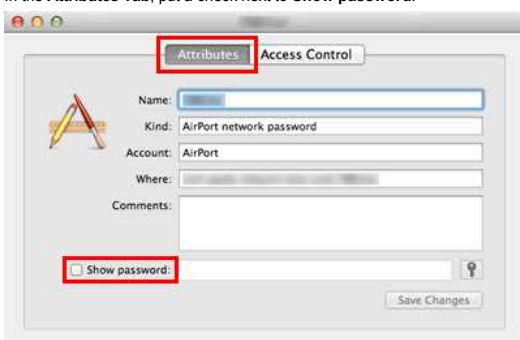 In the Attributes Tab, put a check next to Show password.
Attributes Access Control
Name:
Kind: AirPort network password
Account: AirPort
Where:
Comments:
Show password:
Save Changes